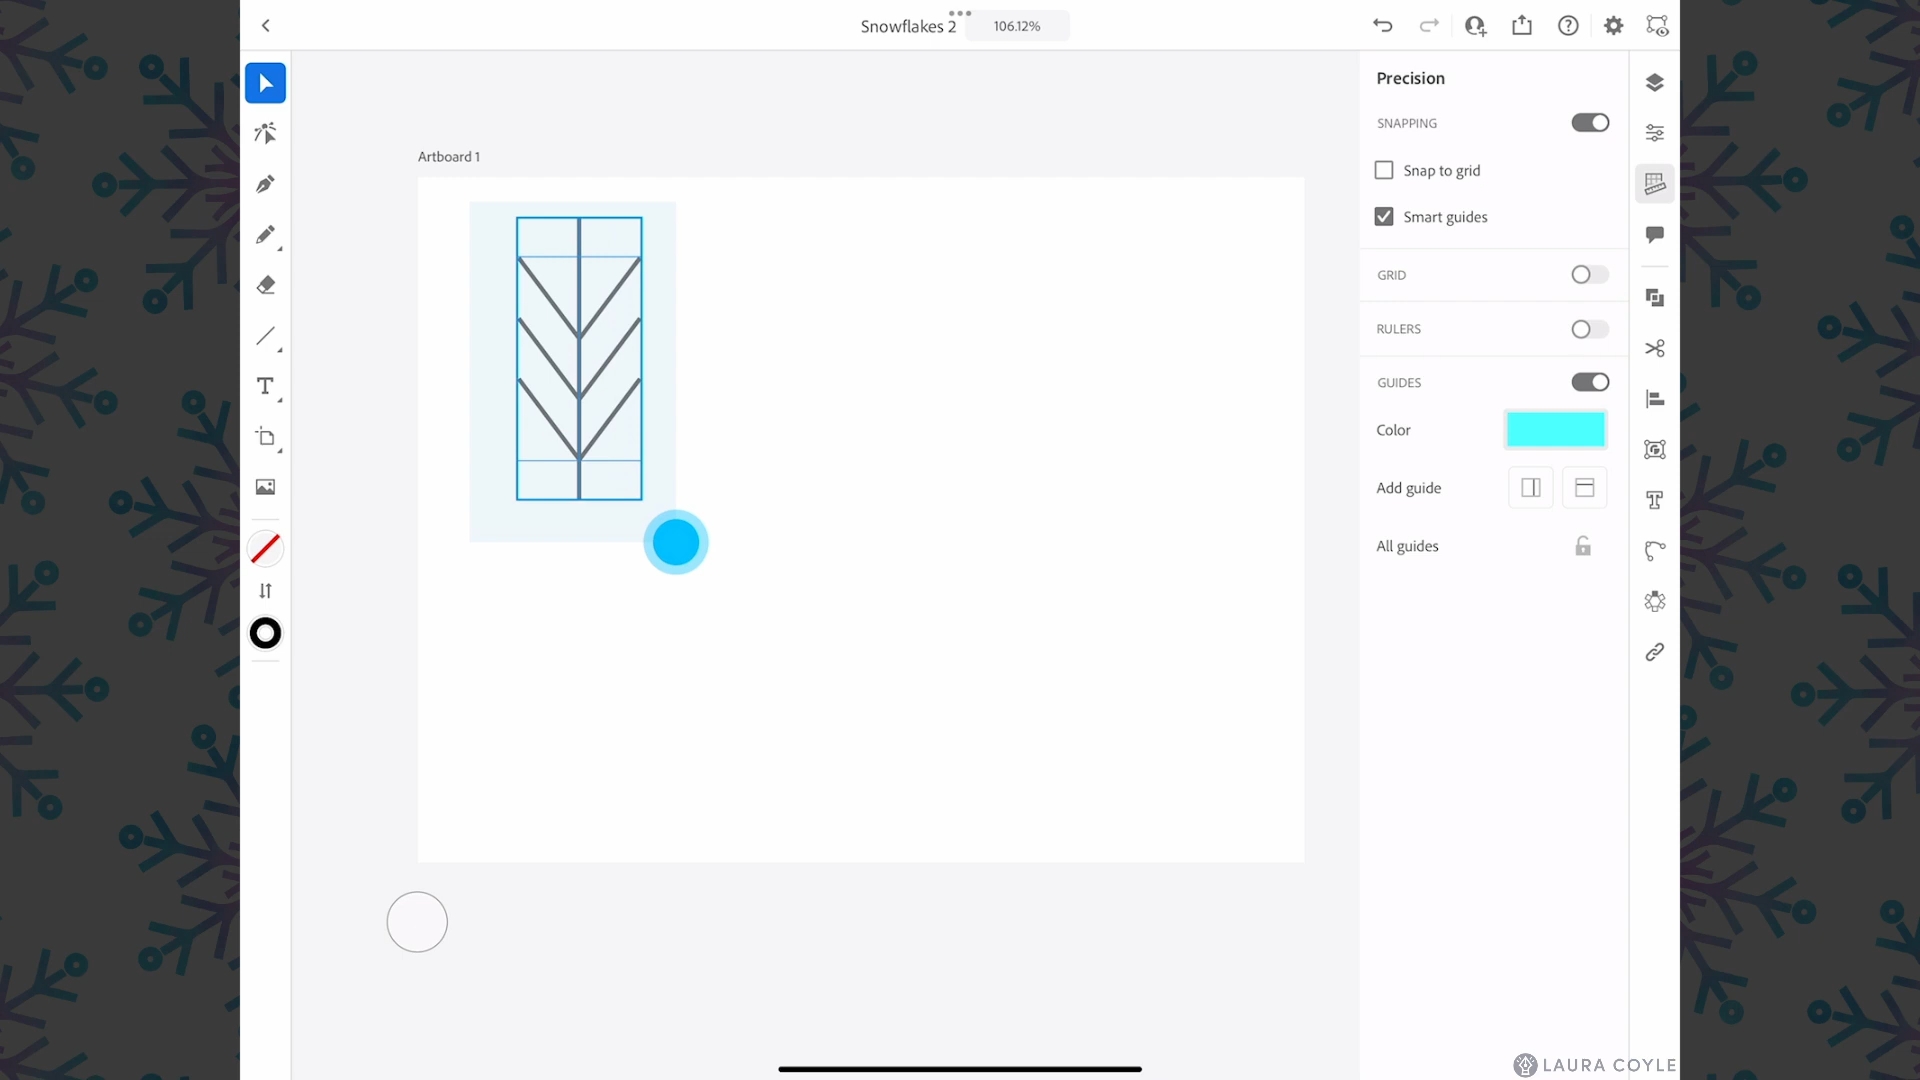 Snowflakes 2
106.12%
Precision
SNAPPING
Artboard 1
Snap to grid
Smart guides
GRID
RULERS
GUIDES
Color
Add guide
All guides
LAURA COYLE